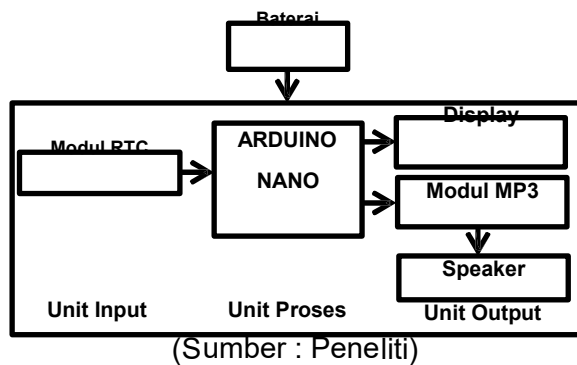 Baterai
Display
Modul RTC
ARDUINO
NANO
Modul MP3
Speaker
Unit Input
Unit Proses
Unit Output
(Sumber : Peneliti)